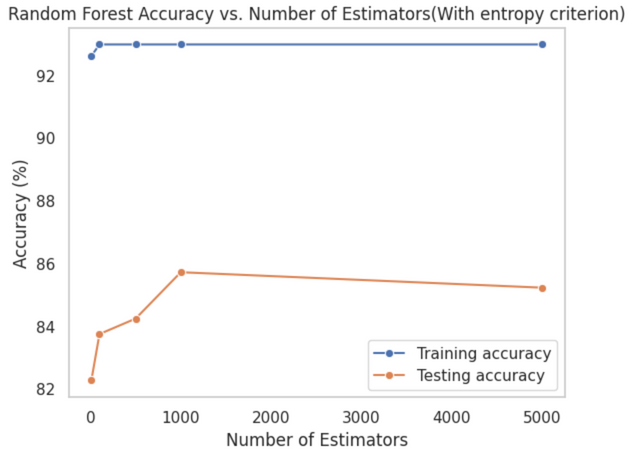 Random Forest Accuracy vs. Number of Estimators(With entropy criterion)
92
90
88
86
84
82
Accuracy (%)
Training accuracy
Testing accuracy
0 1000 2000 3000 4000 5000
Number of Estimators